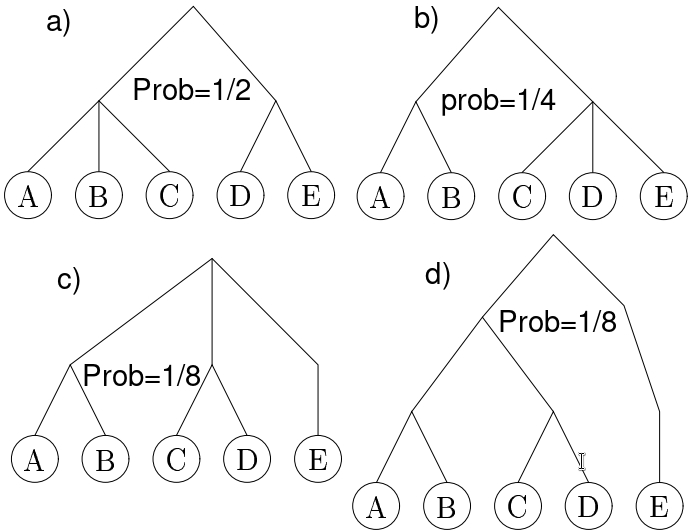 a)
Prob=1/2
A B C D E
b)
prob=1/4
A B C D E
c)
Prob=1/8
A B C D E
d)
Prob=1/8
A B C D E